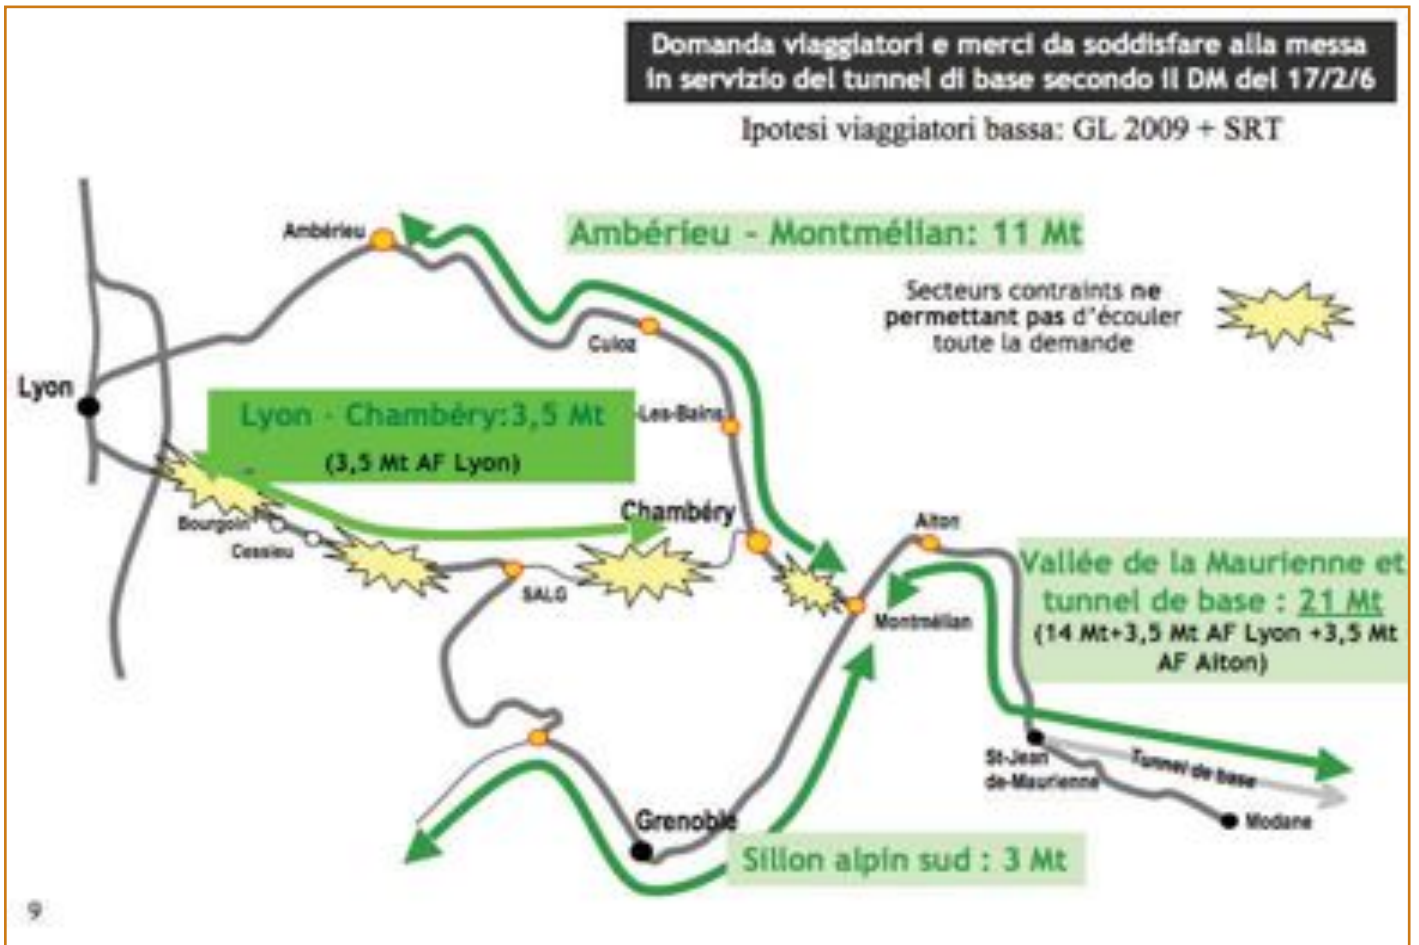 Domanda viaggiatori e merci da soddisfare alla messa
in servizio del tunnel di base secondo il DM del 17/2/6
Ipotesi viaggiatori bassa: GL 2009 + SRT
Ambérieu
Ambérieu - Montmélian: 11 Mt
Secteurs contraints ne
permettant pas d'écouler
toute la demande
Culoz
Lyon
Lyon - Chambéry:3,5 Mt
(3,5 Mt AF Lyon)
-Les-Bains
Chambéry
Bourgoin
Cessieu
SALG
Aiton
Montmélian
Vallée de la Maurienne et
tunnel de base : 21 Mt
(14 Mt+3,5 Mt AF Lyon +3,5 Mt
AF Aiton)
St-Jean
de-Maurienne
Tunnel de base
Modane
Grenoble
Sillon alpin sud : 3 Mt
9